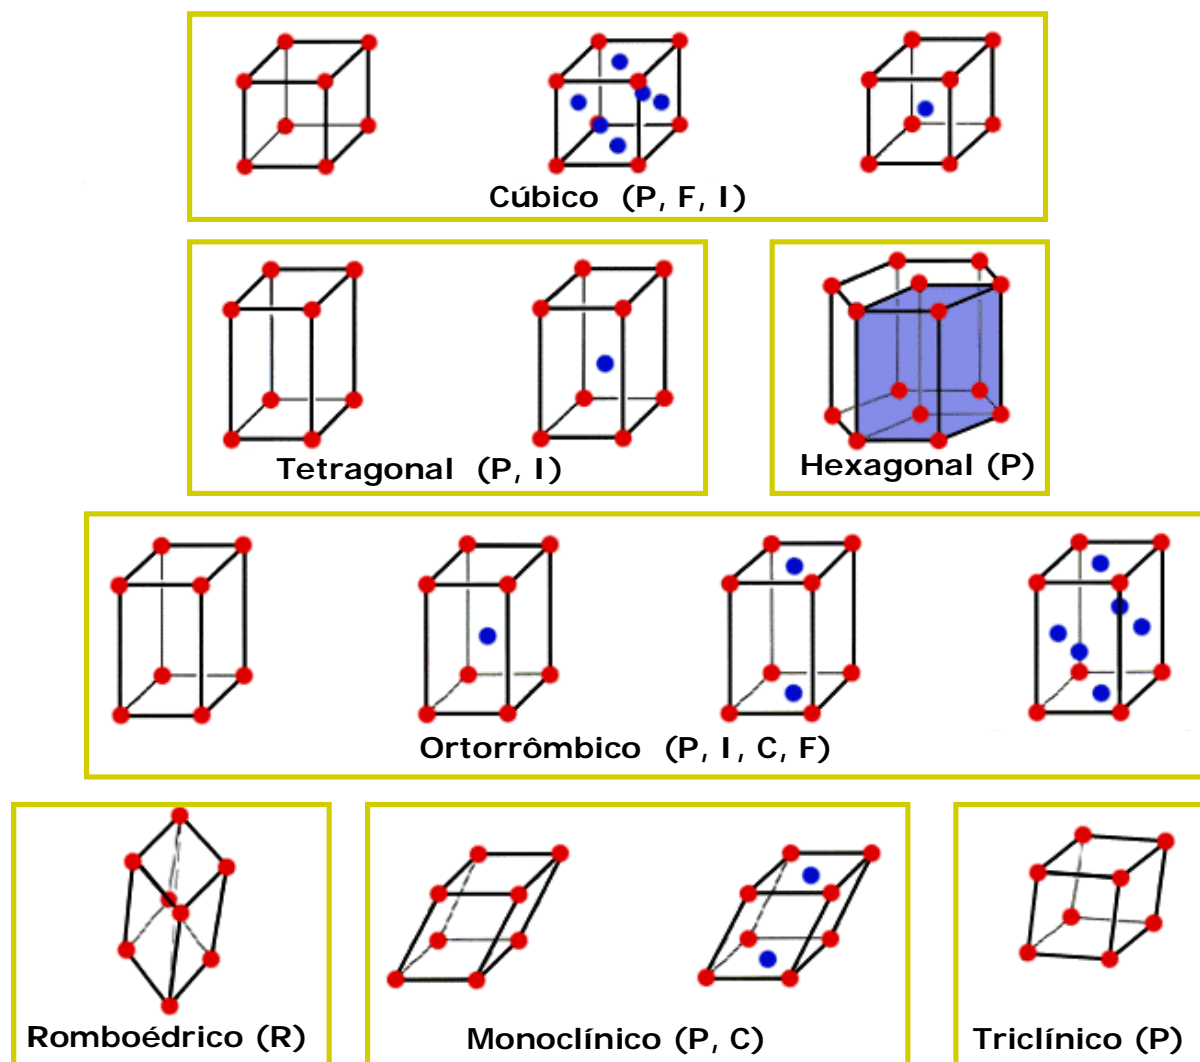 Cúbico (P, F, I)
Tetragonal (P, I)
Hexagonal (P)
Ortorrômbico (P, I, C, F)
Romboédrico (R)
Monoclínico (P, C)
Triclínico (P)